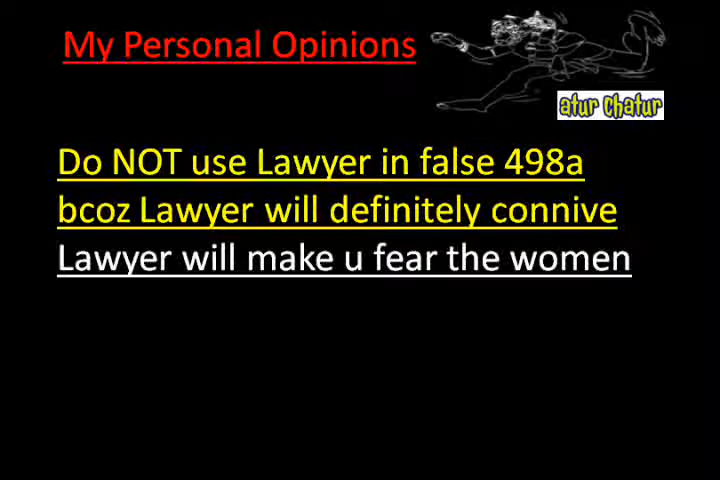 My Personal Opinions
atur chatur
Do NOT use Lawyer in false 498a
bcoz Lawyer will definitely connive
Lawyer will make u fear the women